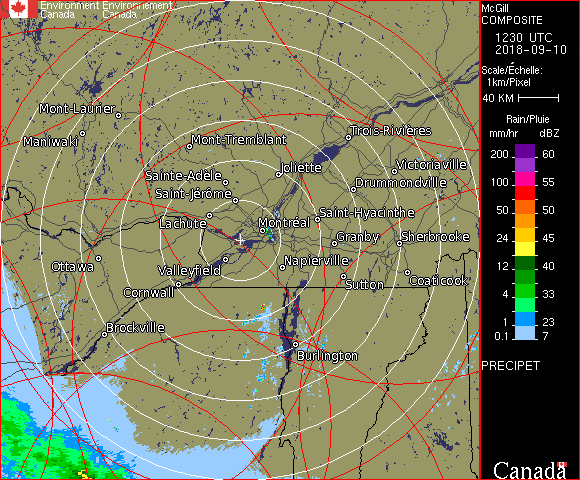 Environment Environnement
Canada Canada
McGill
COMPOSITE
1230 UTC
2018-09-10
Scale/Échelle:
1km/Pixel
40 KM
Rain/Pluie
mm/hr dBZ
200 60
150 57
100 55
50 50
24 45
12 40
4 33
1 23
0.1 7
PRECIPET
Canada
Mont-Laurier
Maniwaki
Mont-Tremblant
Trois-Rivières
Joliette
Victoriaville
Sainte-Adèle
Drummondville
Saint-Jérôme
Lachute
Saint-Hyacinthe
Montréal
Granby
Sherbrooke
Ottawa
Valleyfield
Napierville
Cornwall
Sutton
Coaticook
Brockville
Burlington